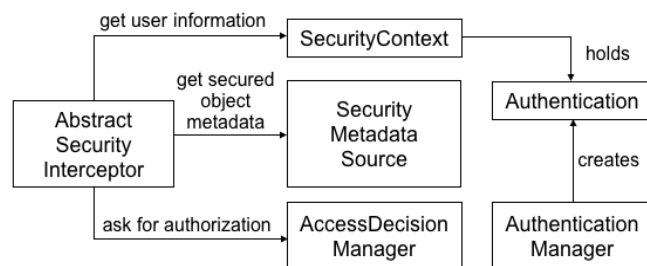 get user information
SecurityContext
holds
get secured
object
metadata
Abstract
Security
Interceptor
Security
Metadata
Source
Authentication
creates
ask for authorization
AccessDecision
Manager
Authentication
Manager